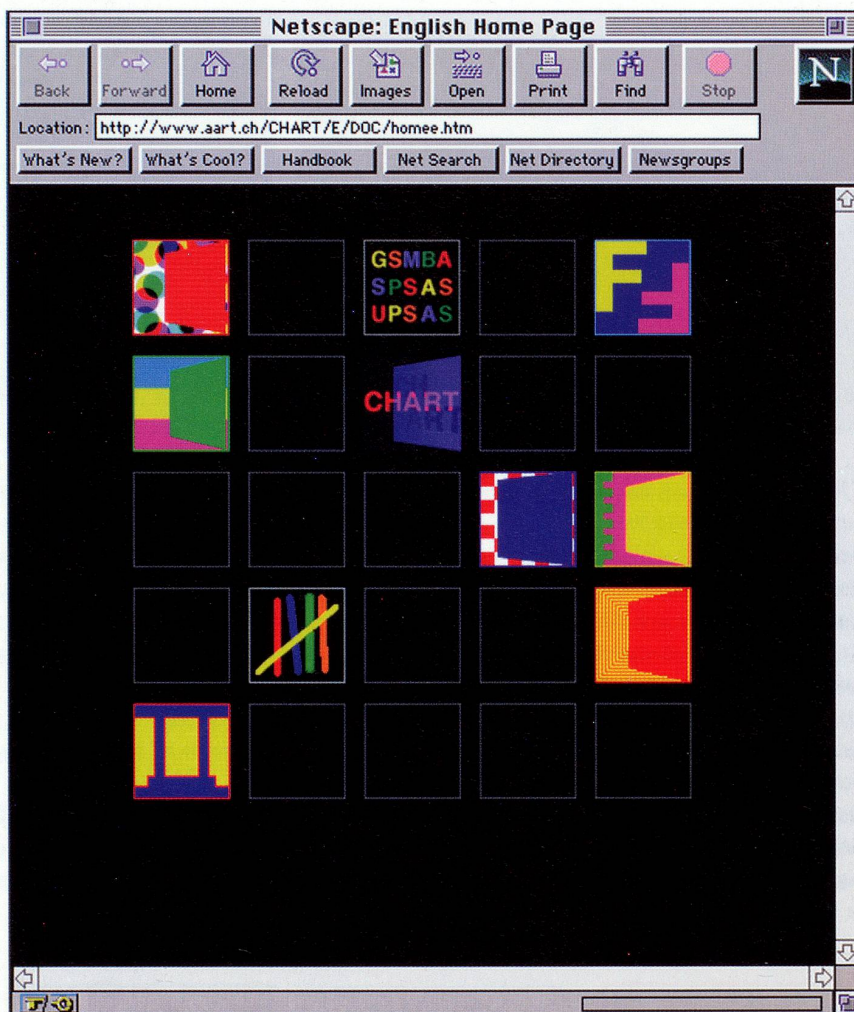 Netscape: English Home Page
Back Forward Home Reload Images Open Print Find Stop N
Location: http://www.aart.ch/CHART/E/DOC/homee.htm
What's New? What's Cool? Handbook Net Search Net Directory Newsgroups
GSMBA
SPSAS
UPSAS
F F
CHART